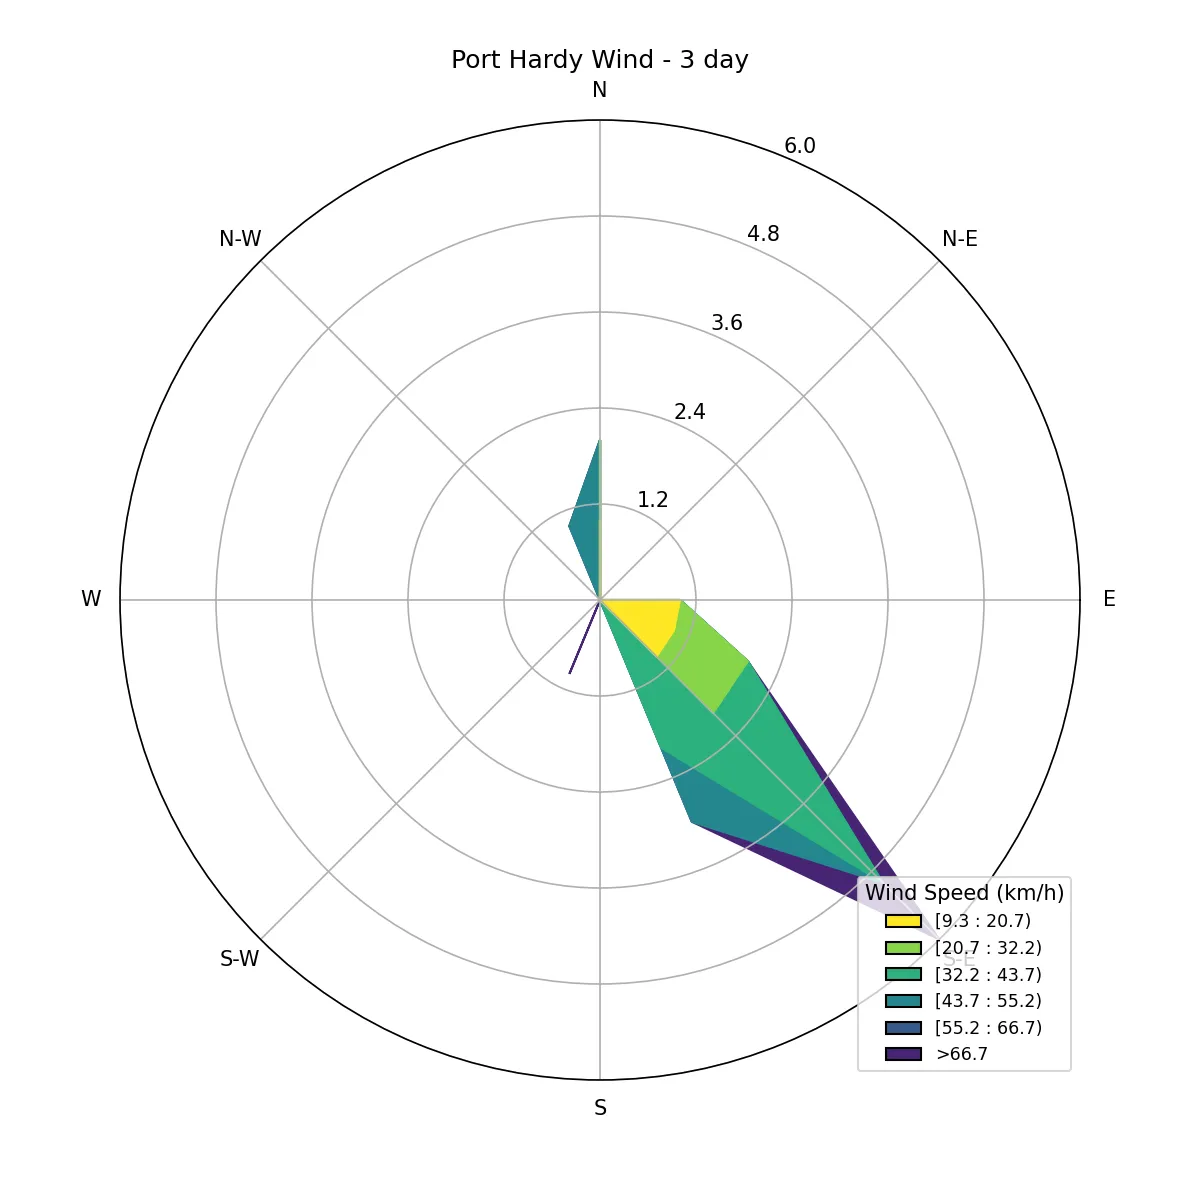 Port Hardy Wind - 3 day
N
6.0
N-W
4.8
N-E
3.6
2.4
1.2
W
E
Wind Speed (km/h)
[9.3 : 20.7)
[20.7 : 32.2)
S-W
S-E
[32.2 : 43.7)
[43.7 : 55.2)
[55.2 : 66.7)
>66.7
S